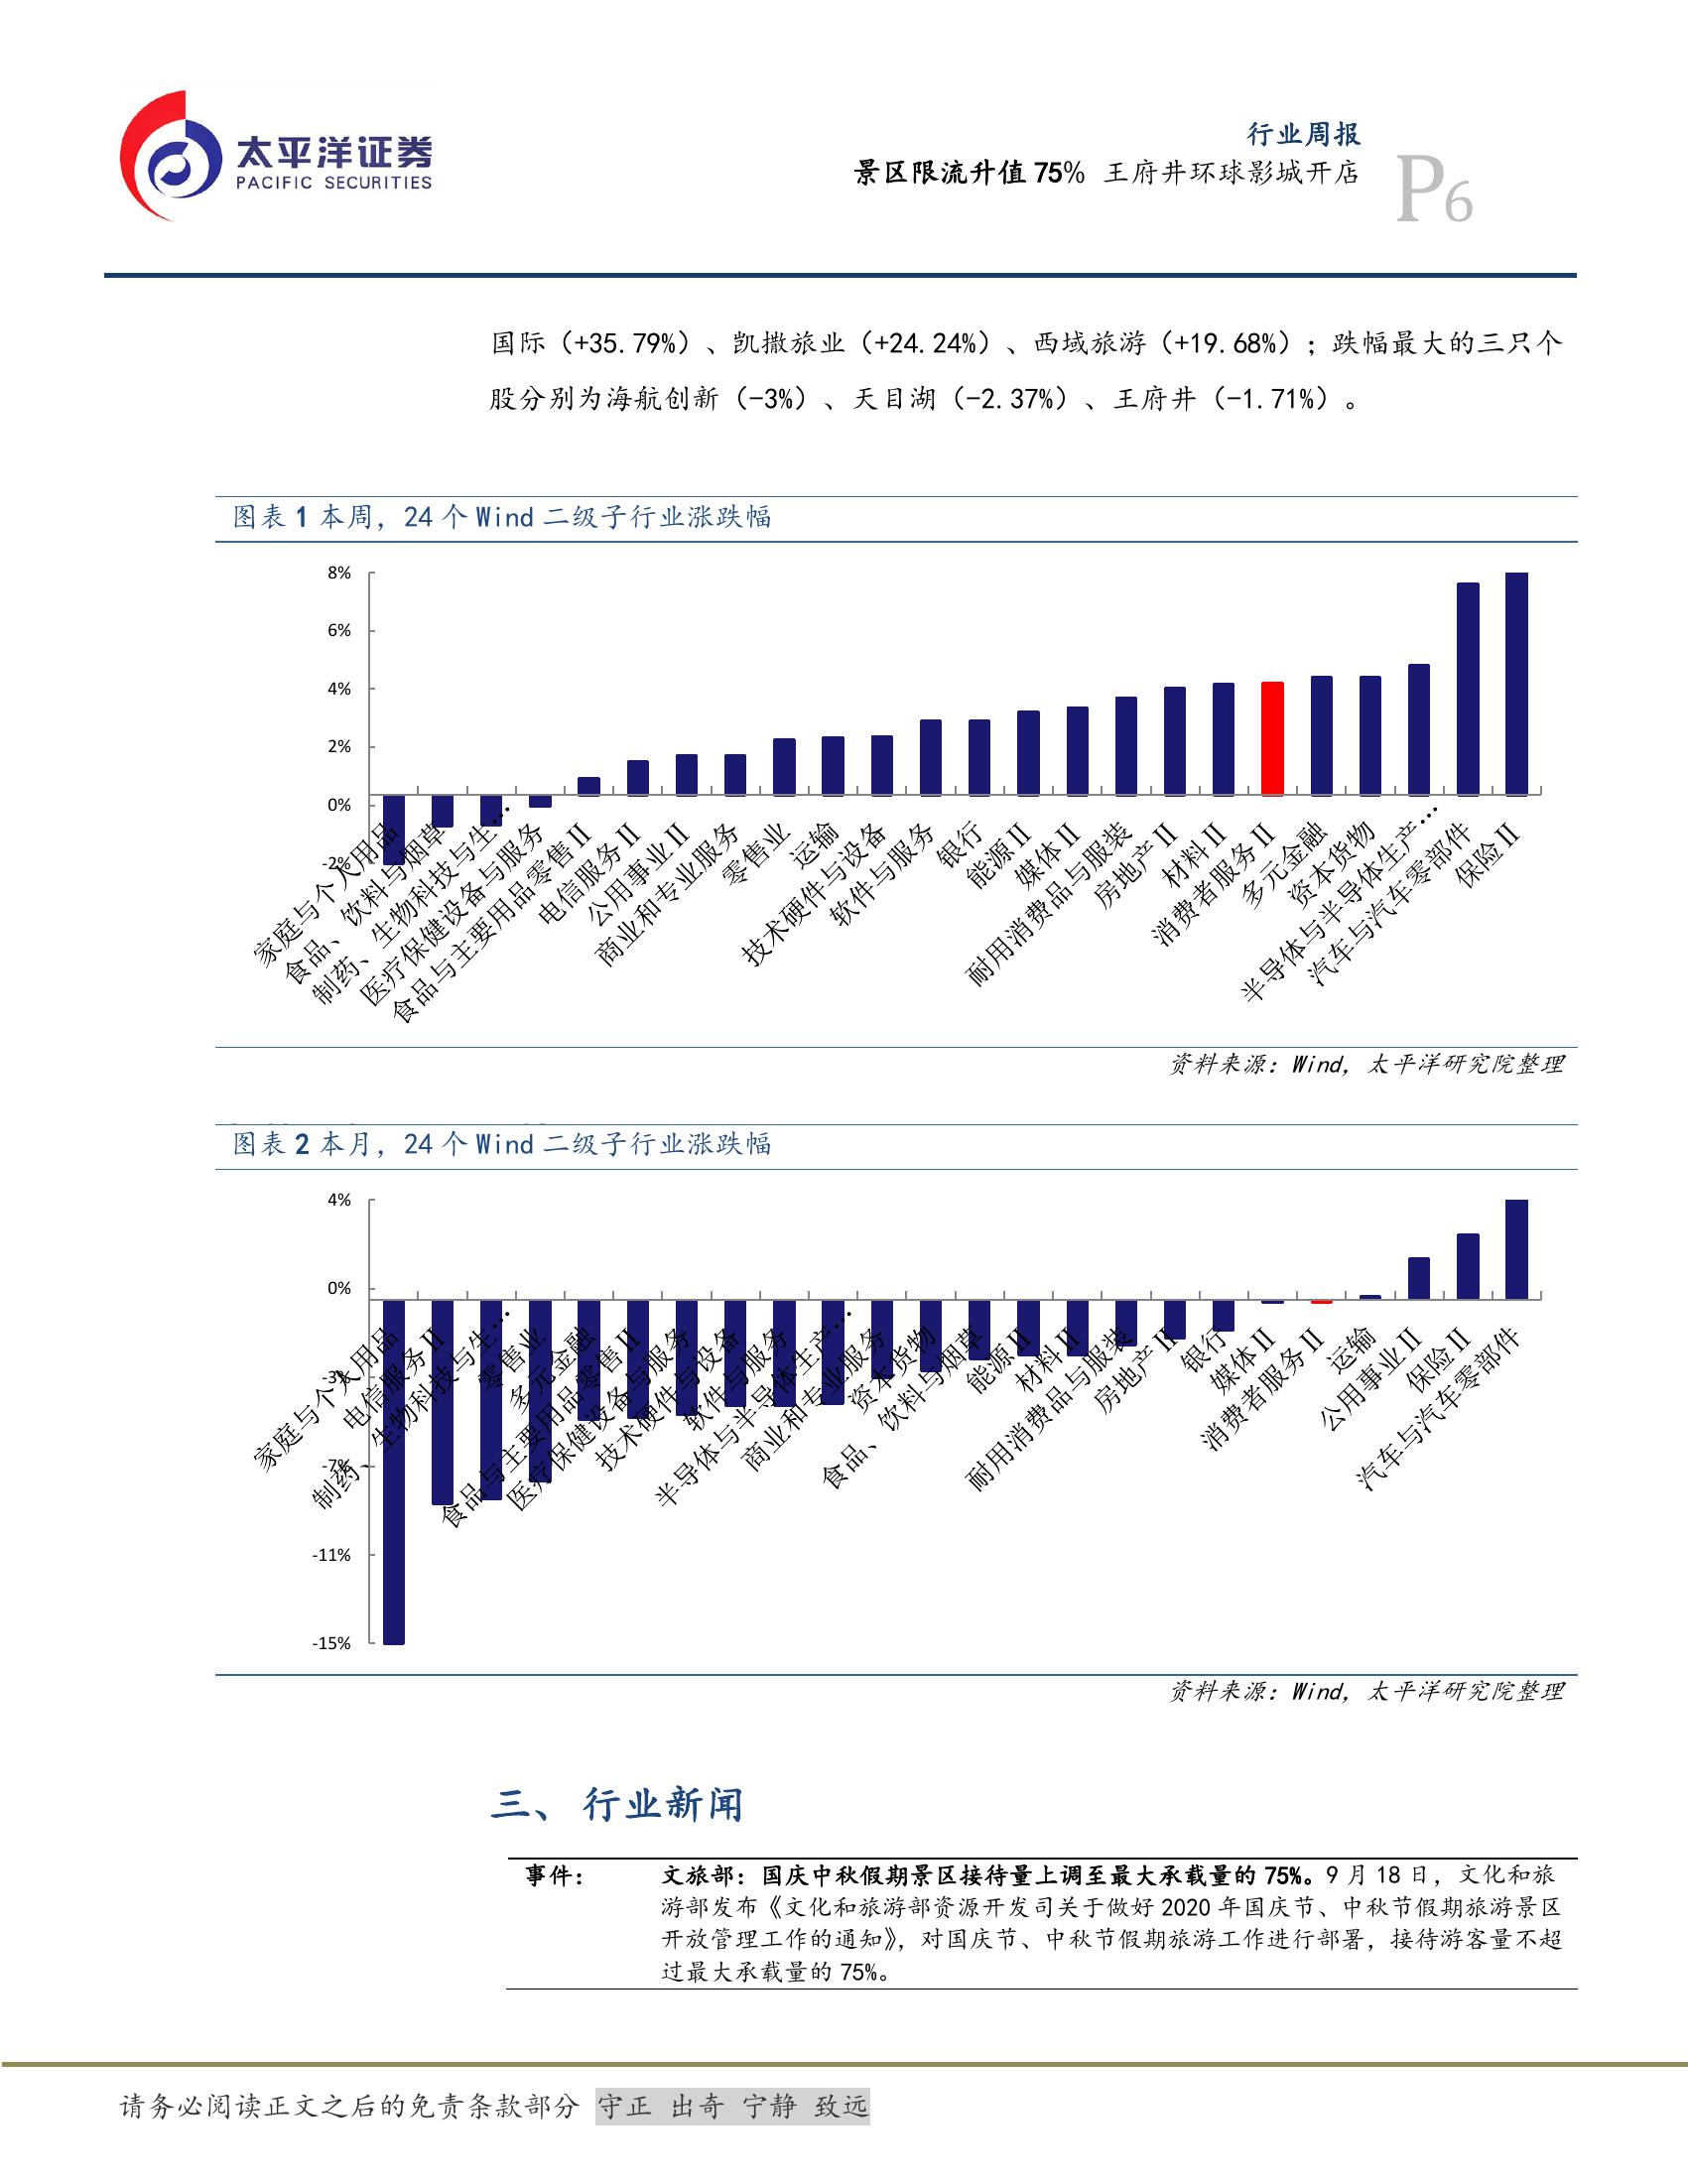 太平洋证券
PACIFIC SECURITIES
行业周报
景区限流升值 75% 王府井环球影城开店
P6
国际（+35.79%）、凯撒旅业（+24.24%）、西域旅游（+19.68%）；跌幅最大的三只个
股分别为海航创新（-3%）、天目湖（-2.37%）、王府井（-1.71%）。
图表 1 本周，24 个 Wind 二级子行业涨跌幅
8%
6%
4%
2%
0%
-2%
家庭与个人用品
食品、饮料与烟草
制药、生物科技与生…
医疗保健设备与服务
食品与主要用品零售Ⅱ
电信服务Ⅱ
公用事业Ⅱ
商业和专业服务
零售业
运输
技术硬件与设备
软件与服务
银行
能源Ⅱ
媒体Ⅱ
耐用消费品与服装
房地产Ⅱ
材料Ⅱ
消费者服务Ⅱ
多元金融
资本货物
半导体与半导体生产…
汽车与汽车零部件
保险Ⅱ
资料来源：Wind，太平洋研究院整理
图表 2 本月，24 个 Wind 二级子行业涨跌幅
4%
0%
-3%
-7%
-11%
-15%
家庭与个人用品
电信服务Ⅱ
制药、生物科技与生…
零售业
多元金融
食品与主要用品零售Ⅱ
医疗保健设备与服务
技术硬件与设备
软件与服务
半导体与半导体生产…
商业和专业服务
资本货物
食品、饮料与烟草
能源Ⅱ
材料Ⅱ
耐用消费品与服装
房地产Ⅱ
银行
媒体Ⅱ
消费者服务Ⅱ
运输
公用事业Ⅱ
保险Ⅱ
汽车与汽车零部件
资料来源：Wind，太平洋研究院整理
三、 行业新闻
事件： 文旅部：国庆中秋假期景区接待量上调至最大承载量的 75%。9 月 18 日，文化和旅
游部发布《文化和旅游部资源开发司关于做好 2020 年国庆节、中秋节假期旅游景区
开放管理工作的通知》，对国庆节、中秋节假期旅游工作进行部署，接待游客量不超
过最大承载量的 75%。
请务必阅读正文之后的免责条款部分 守正 出奇 宁静 致远